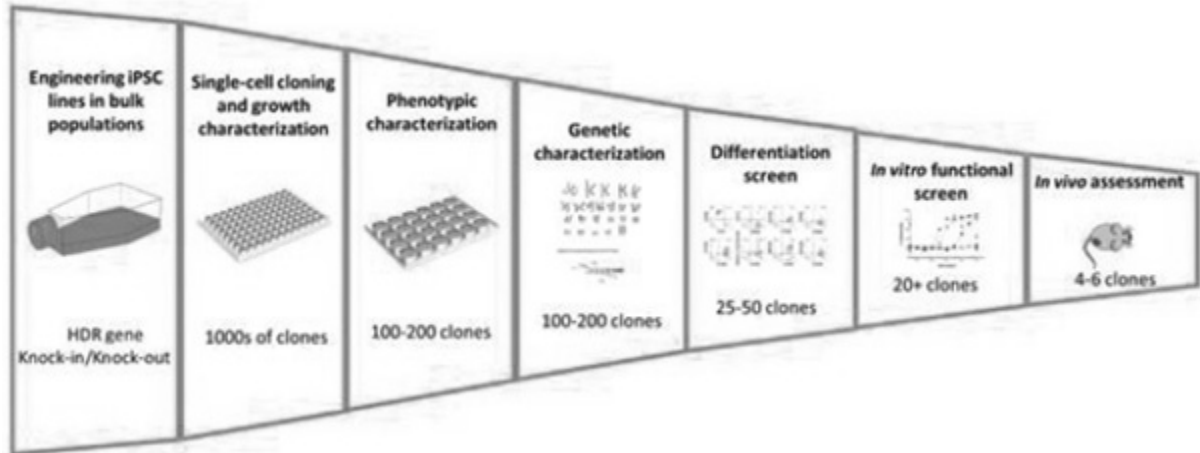 Engineering iPSC
lines in bulk
populations
HDR gene
Knock-in/Knock-out
Single-cell cloning
and growth
characterization
1000s of clones
Phenotypic
characterization
100-200 clones
Genetic
characterization
100-200 clones
Differentiation
screen
25-50 clones
In vitro functional
screen
20+ clones
In vivo assessment
4-6 clones